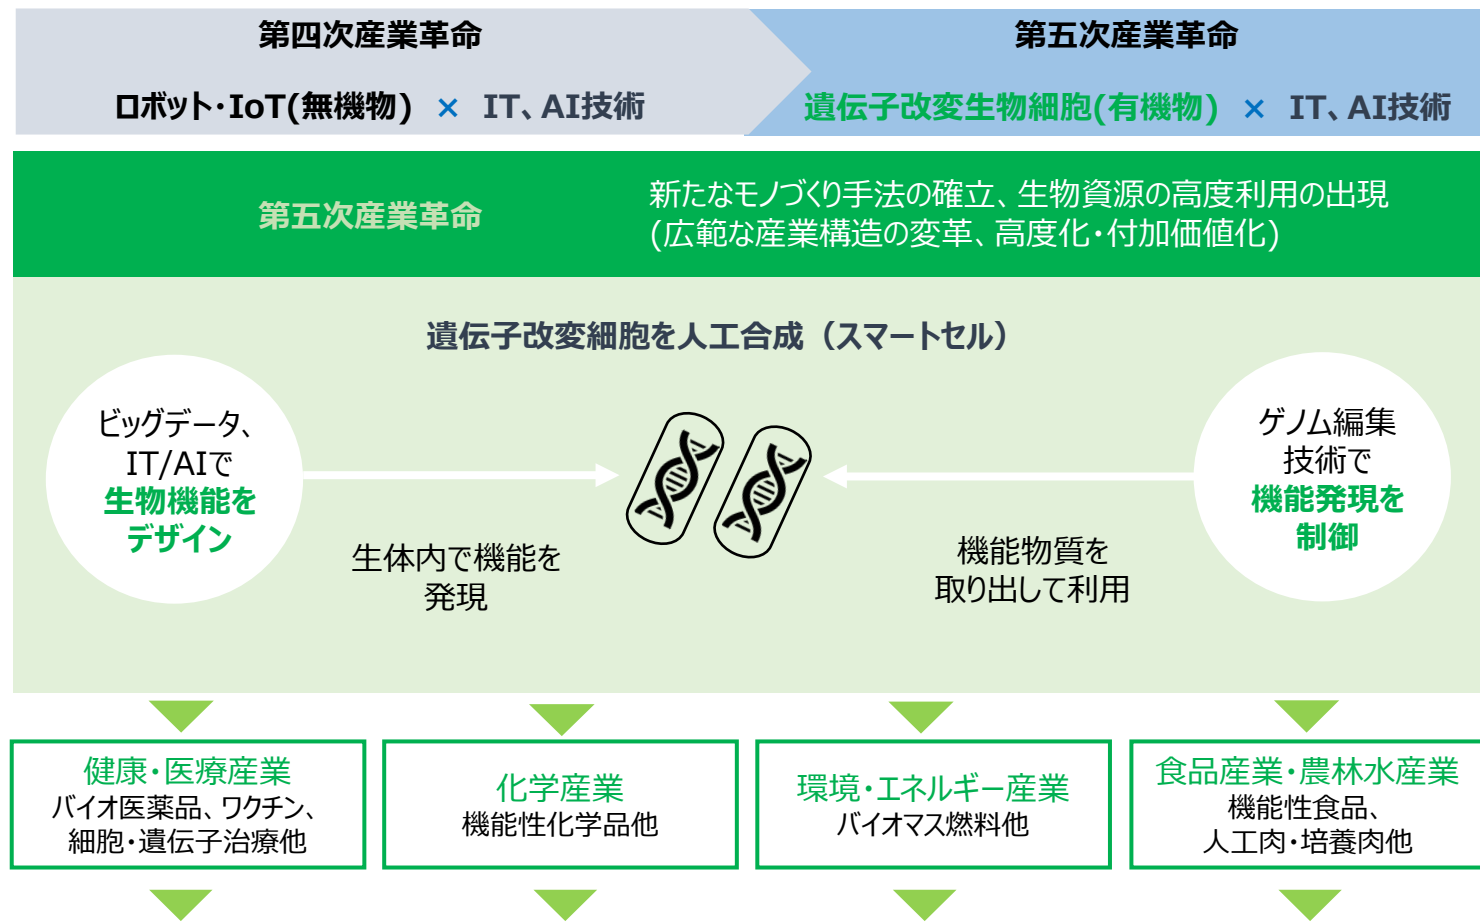 第四次産業革命
第五次産業革命
ロボット・IoT(無機物) × IT、AI技術
遺伝子改変生物細胞(有機物) × IT、AI技術
第五次産業革命
新たなモノづくり手法の確立、生物資源の高度利用の出現
(広範な産業構造の変革、高度化・付加価値化)
遺伝子改変細胞を人工合成（スマートセル）
ビッグデータ、
IT/AIで
生物機能を
デザイン
生体内で機能を
発現
機能物質を
取り出して利用
ゲノム編集
技術で
機能発現を
制御
健康・医療産業
バイオ医薬品、ワクチン、
細胞・遺伝子治療他
化学産業
機能性化学品他
環境・エネルギー産業
バイオマス燃料他
食品産業・農林水産業
機能性食品、
人工肉・培養肉他